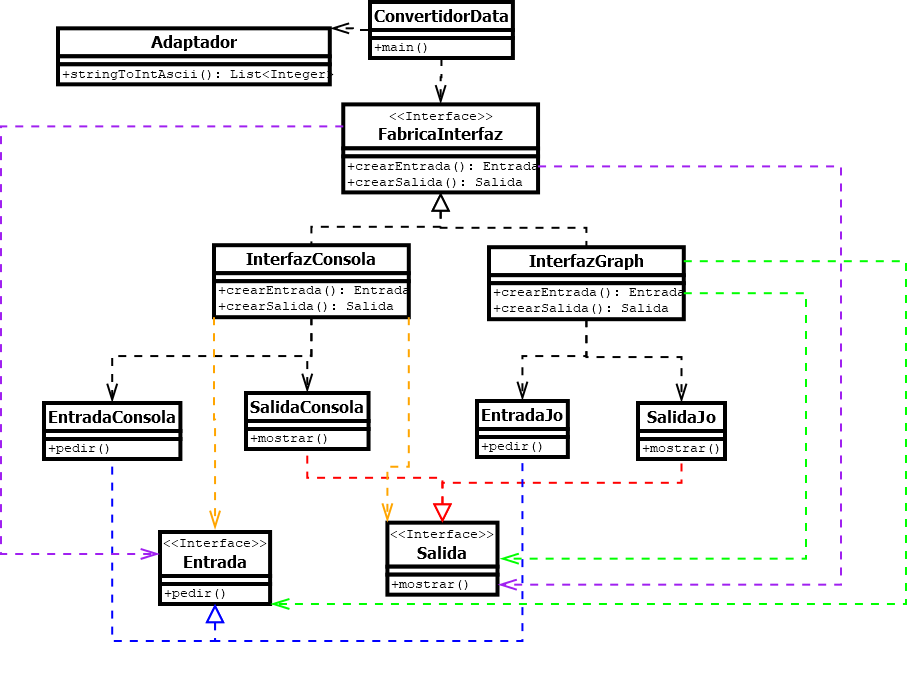 ConvertidorData
+main()
Adaptador
+stringToIntAscii(): List<Integer>
<<Interface>>
FabricaInterfaz
+crearEntrada(): Entrada
+crearSalida(): Salida
InterfazConsola
+crearEntrada(): Entrada
+crearSalida(): Salida
InterfazGraph
+crearEntrada(): Entrada
+crearSalida(): Salida
EntradaConsola
+pedir()
SalidaConsola
+mostrar()
EntradaJo
+pedir()
SalidaJo
+mostrar()
<<Interface>>
Entrada
+pedir()
<<Interface>>
Salida
+mostrar()